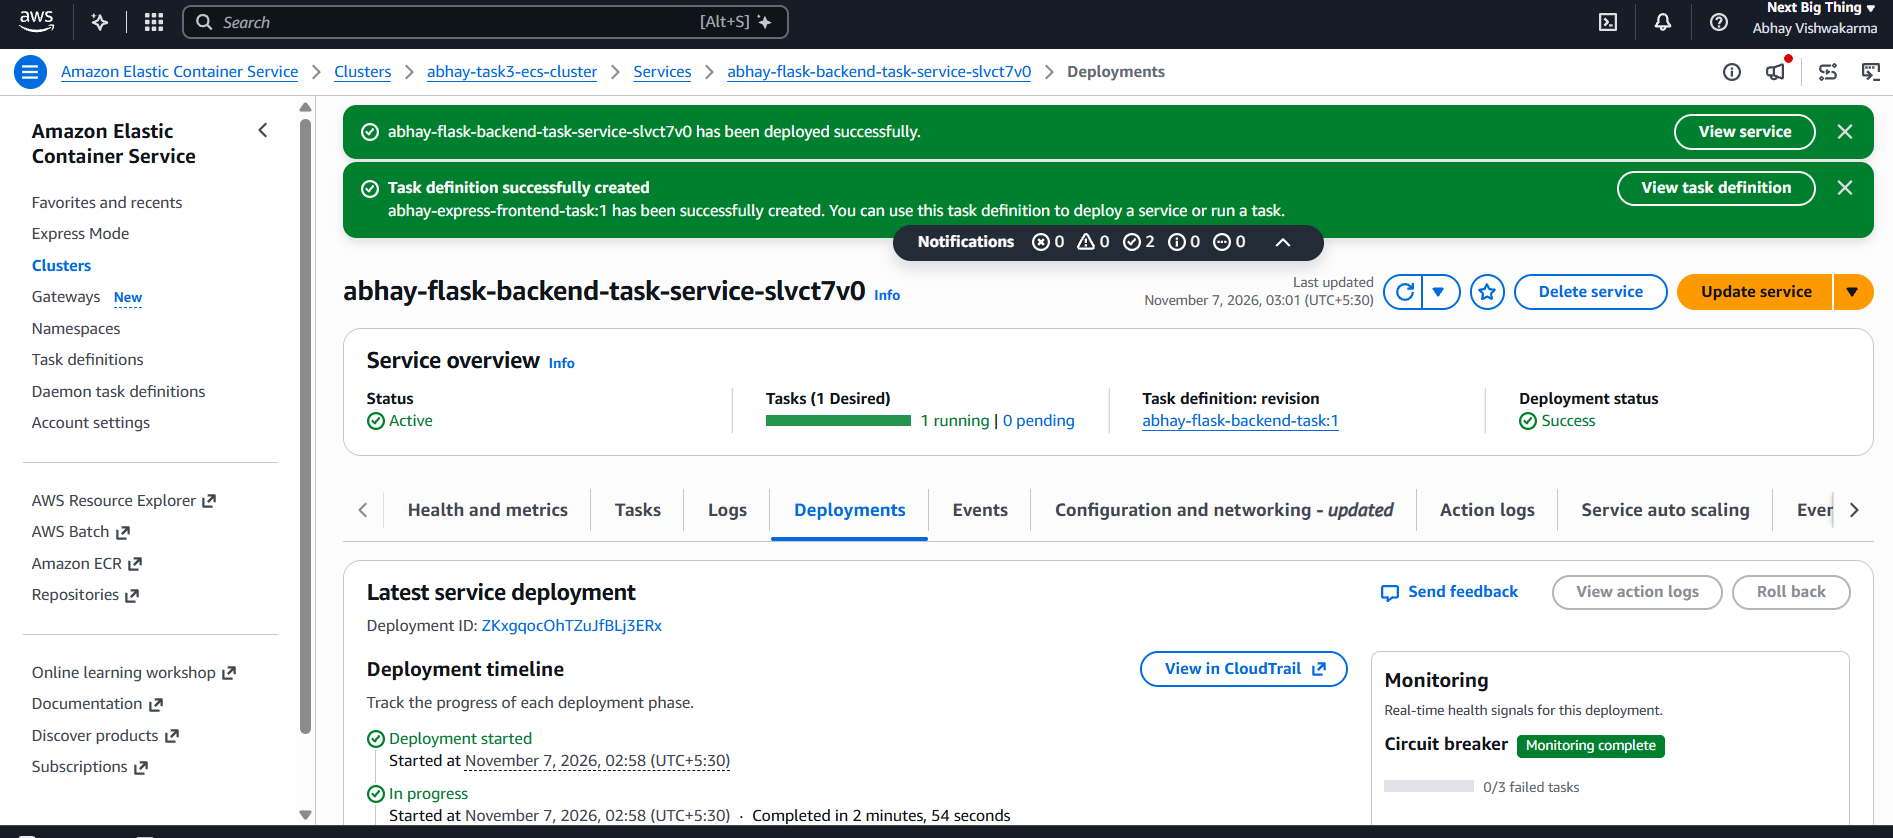 aws
Search
[Alt+S]
Next Big Thing
Abhay Vishwakarma
Amazon Elastic Container Service
Clusters
abhay-task3-ecs-cluster
Services
abhay-flask-backend-task-service-slvct7v0
Deployments
Amazon Elastic
Container Service
Favorites and recents
Express Mode
Clusters
Gateways New
Namespaces
Task definitions
Daemon task definitions
Account settings
AWS Resource Explorer
AWS Batch
Amazon ECR
Repositories
Online learning workshop
Documentation
Discover products
Subscriptions
abhay-flask-backend-task-service-slvct7v0 has been deployed successfully.
View service
Task definition successfully created
abhay-express-frontend-task:1 has been successfully created. You can use this task definition to deploy a service or run a task.
View task definition
Notifications 0 0 2 0 0
abhay-flask-backend-task-service-slvct7v0 Info
Last updated
November 7, 2026, 03:01 (UTC+5:30)
Delete service
Update service
Service overview Info
Status
Active
Tasks (1 Desired)
1 running | 0 pending
Task definition: revision
abhay-flask-backend-task:1
Deployment status
Success
Health and metrics
Tasks
Logs
Deployments
Events
Configuration and networking - updated
Action logs
Service auto scaling
Ever
Latest service deployment
Send feedback
View action logs
Roll back
Deployment ID: ZKxgqocOhTZuJfBLj3ERx
Deployment timeline
View in CloudTrail
Track the progress of each deployment phase.
Deployment started
Started at November 7, 2026, 02:58 (UTC+5:30)
In progress
Started at November 7, 2026, 02:58 (UTC+5:30) · Completed in 2 minutes, 54 seconds
Monitoring
Real-time health signals for this deployment.
Circuit breaker Monitoring complete
0/3 failed tasks